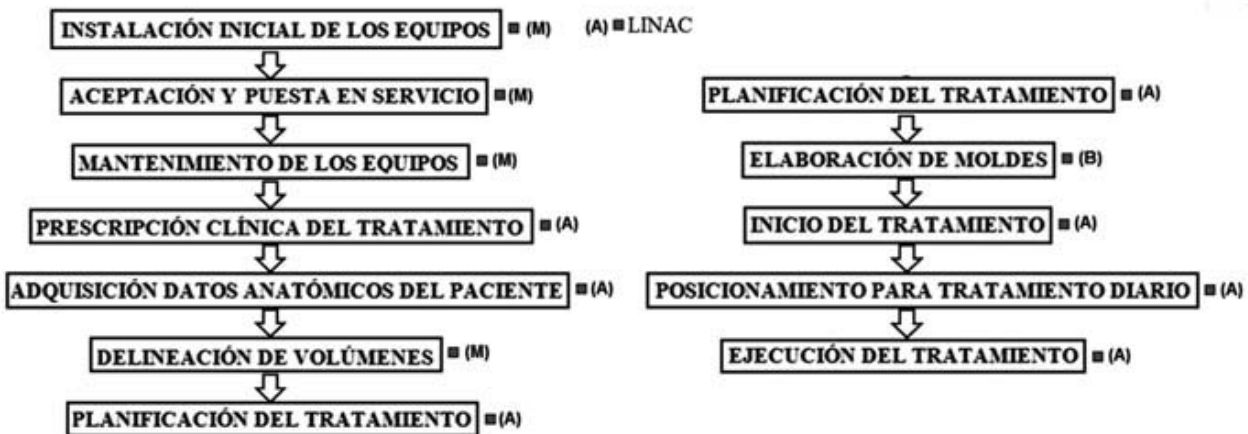 INSTALACIÓN INICIAL DE LOS EQUIPOS (M) (A) LINAC
ACEPTACIÓN Y PUESTA EN SERVICIO (M)
MANTENIMIENTO DE LOS EQUIPOS (M)
PRESCRIPCIÓN CLÍNICA DEL TRATAMIENTO (A)
ADQUISICIÓN DATOS ANATÓMICOS DEL PACIENTE (A)
DELINEACIÓN DE VOLÚMENES (M)
PLANIFICACIÓN DEL TRATAMIENTO (A)
PLANIFICACIÓN DEL TRATAMIENTO (A)
ELABORACIÓN DE MOLDES (B)
INICIO DEL TRATAMIENTO (A)
POSICIONAMIENTO PARA TRATAMIENTO DIARIO (A)
EJECUCIÓN DEL TRATAMIENTO (A)